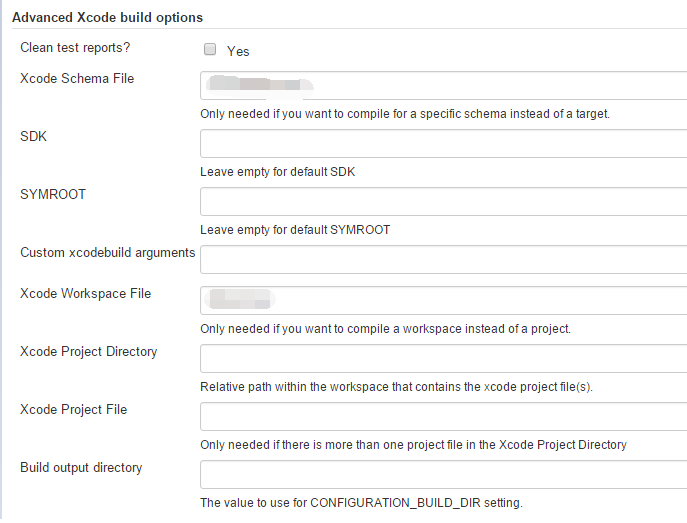 Advanced Xcode build options
Clean test reports? Yes
Xcode Schema File
Only needed if you want to compile for a specific schema instead of a target.
SDK
Leave empty for default SDK
SYMROOT
Leave empty for default SYMROOT
Custom xcodebuild arguments
Xcode Workspace File
Only needed if you want to compile a workspace instead of a project.
Xcode Project Directory
Relative path within the workspace that contains the xcode project file(s).
Xcode Project File
Only needed if there is more than one project file in the Xcode Project Directory
Build output directory
The value to use for CONFIGURATION_BUILD_DIR setting.